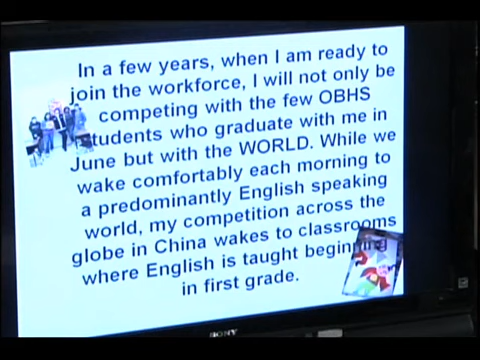 In a few years, when I am ready to
join the workforce, I will not only be
competing with the few OBHS
students who graduate with me in
June but with the WORLD. While we
wake comfortably each morning to
a predominantly English speaking
world, my competition across the
globe in China wakes to classrooms
where English is taught beginning
in first grade.
SONY